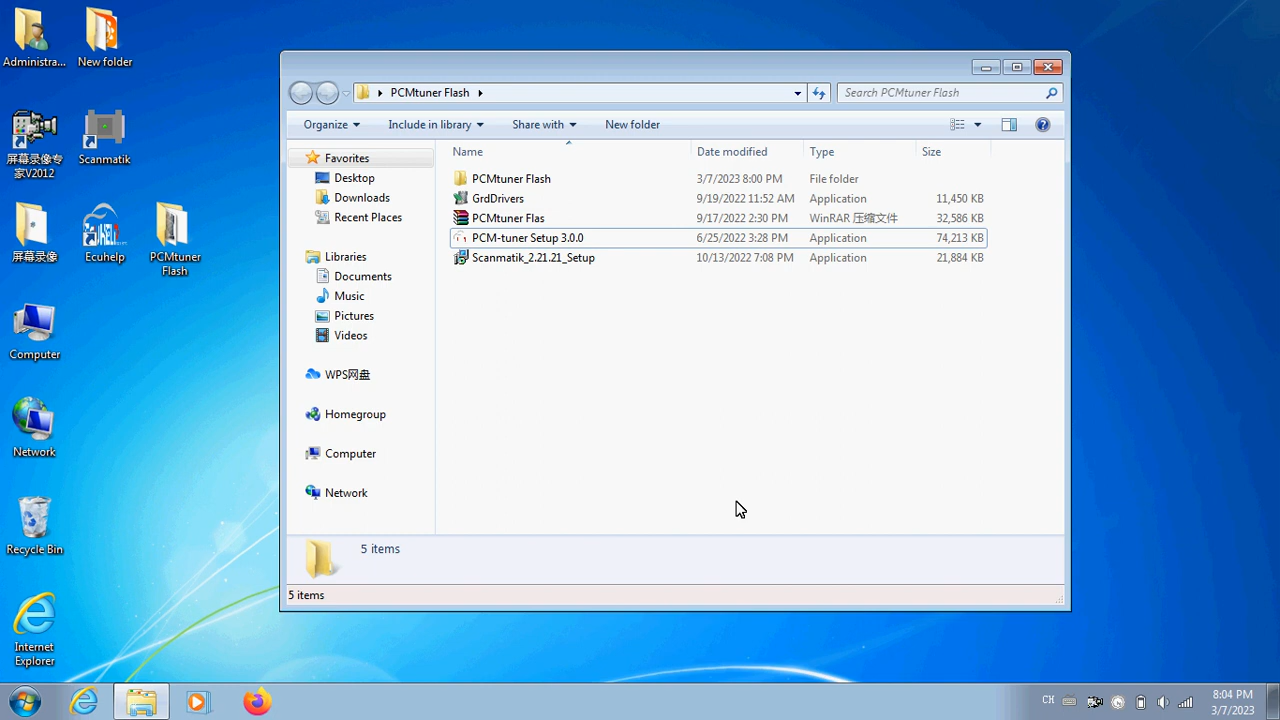 Administra...
New folder
屏幕录像专
家V2012
Scanmatik
屏幕录像
Ecuhelp
PCMtuner
Flash
Computer
Network
Recycle Bin
Internet
Explorer
PCMtuner Flash
Search PCMtuner Flash
Organize
Include in library
Share with
New folder
Favorites
Desktop
Downloads
Recent Places
Libraries
Documents
Music
Pictures
Videos
WPS网盘
Homegroup
Computer
Network
Name Date modified Type Size
PCMtuner Flash 3/7/2023 8:00 PM File folder
GrdDrivers 9/19/2022 11:52 AM Application 11,450 KB
PCMtuner Flas 9/17/2022 2:30 PM WinRAR 压缩文件 32,586 KB
PCM-tuner Setup 3.0.0 6/25/2022 3:28 PM Application 74,213 KB
Scanmatik_2.21.21_Setup 10/13/2022 7:08 PM Application 21,884 KB
5 items
5 items
CH
8:04 PM
3/7/2023